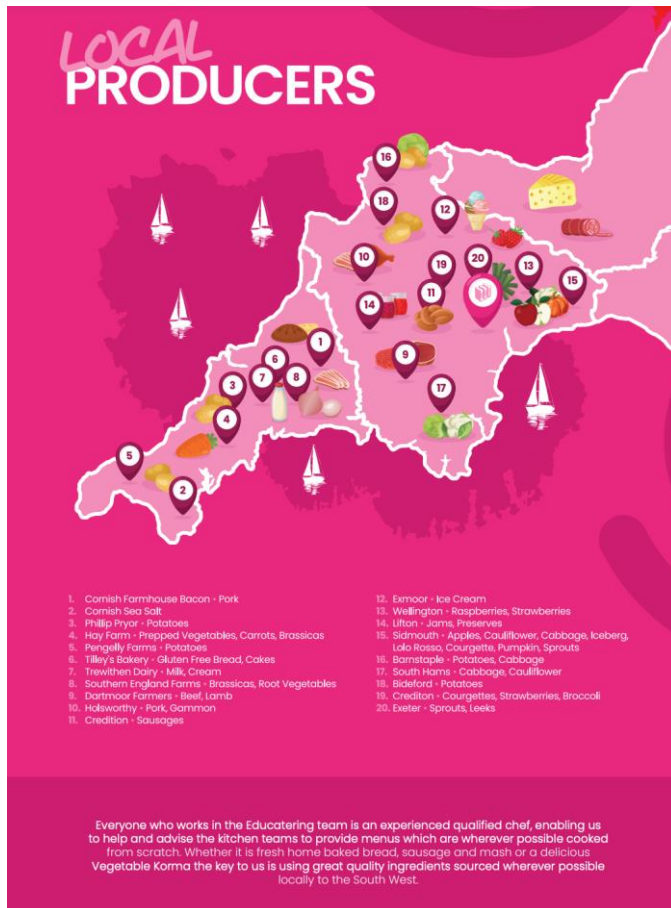 LOCAL
PRODUCERS
16
18
12
10
19
20
13
15
14
11
1
6
9
3
7
8
17
4
5
2
1. Cornish Farmhouse Bacon • Pork
2. Cornish Sea Salt
3. Phillip Pryor • Potatoes
4. Hay Farm • Prepped Vegetables, Carrots, Brassicas
5. Pengelly Farms • Potatoes
6. Tilley's Bakery • Gluten Free Bread, Cakes
7. Trewithen Dairy • Milk, Cream
8. Southern England Farms • Brassicas, Root Vegetables
9. Dartmoor Farmers • Beef, Lamb
10. Holsworthy • Pork, Gammon
11. Credition • Sausages
12. Exmoor • Ice Cream
13. Wellington • Raspberries, Strawberries
14. Lifton • Jams, Preserves
15. Sidmouth • Apples, Cauliflower, Cabbage, Iceberg,
Lolo Rosso, Courgette, Pumpkin, Sprouts
16. Barnstaple • Potatoes, Cabbage
17. South Hams • Cabbage, Cauliflower
18. Bideford • Potatoes
19. Crediton • Courgettes, Strawberries, Broccoli
20. Exeter • Sprouts, Leeks
Everyone who works in the Educatering team is an experienced qualified chef, enabling us
to help and advise the kitchen teams to provide menus which are wherever possible cooked
from scratch. Whether it is fresh home baked bread, sausage and mash or a delicious
Vegetable Korma the key to us is using great quality ingredients sourced wherever possible
locally to the South West.